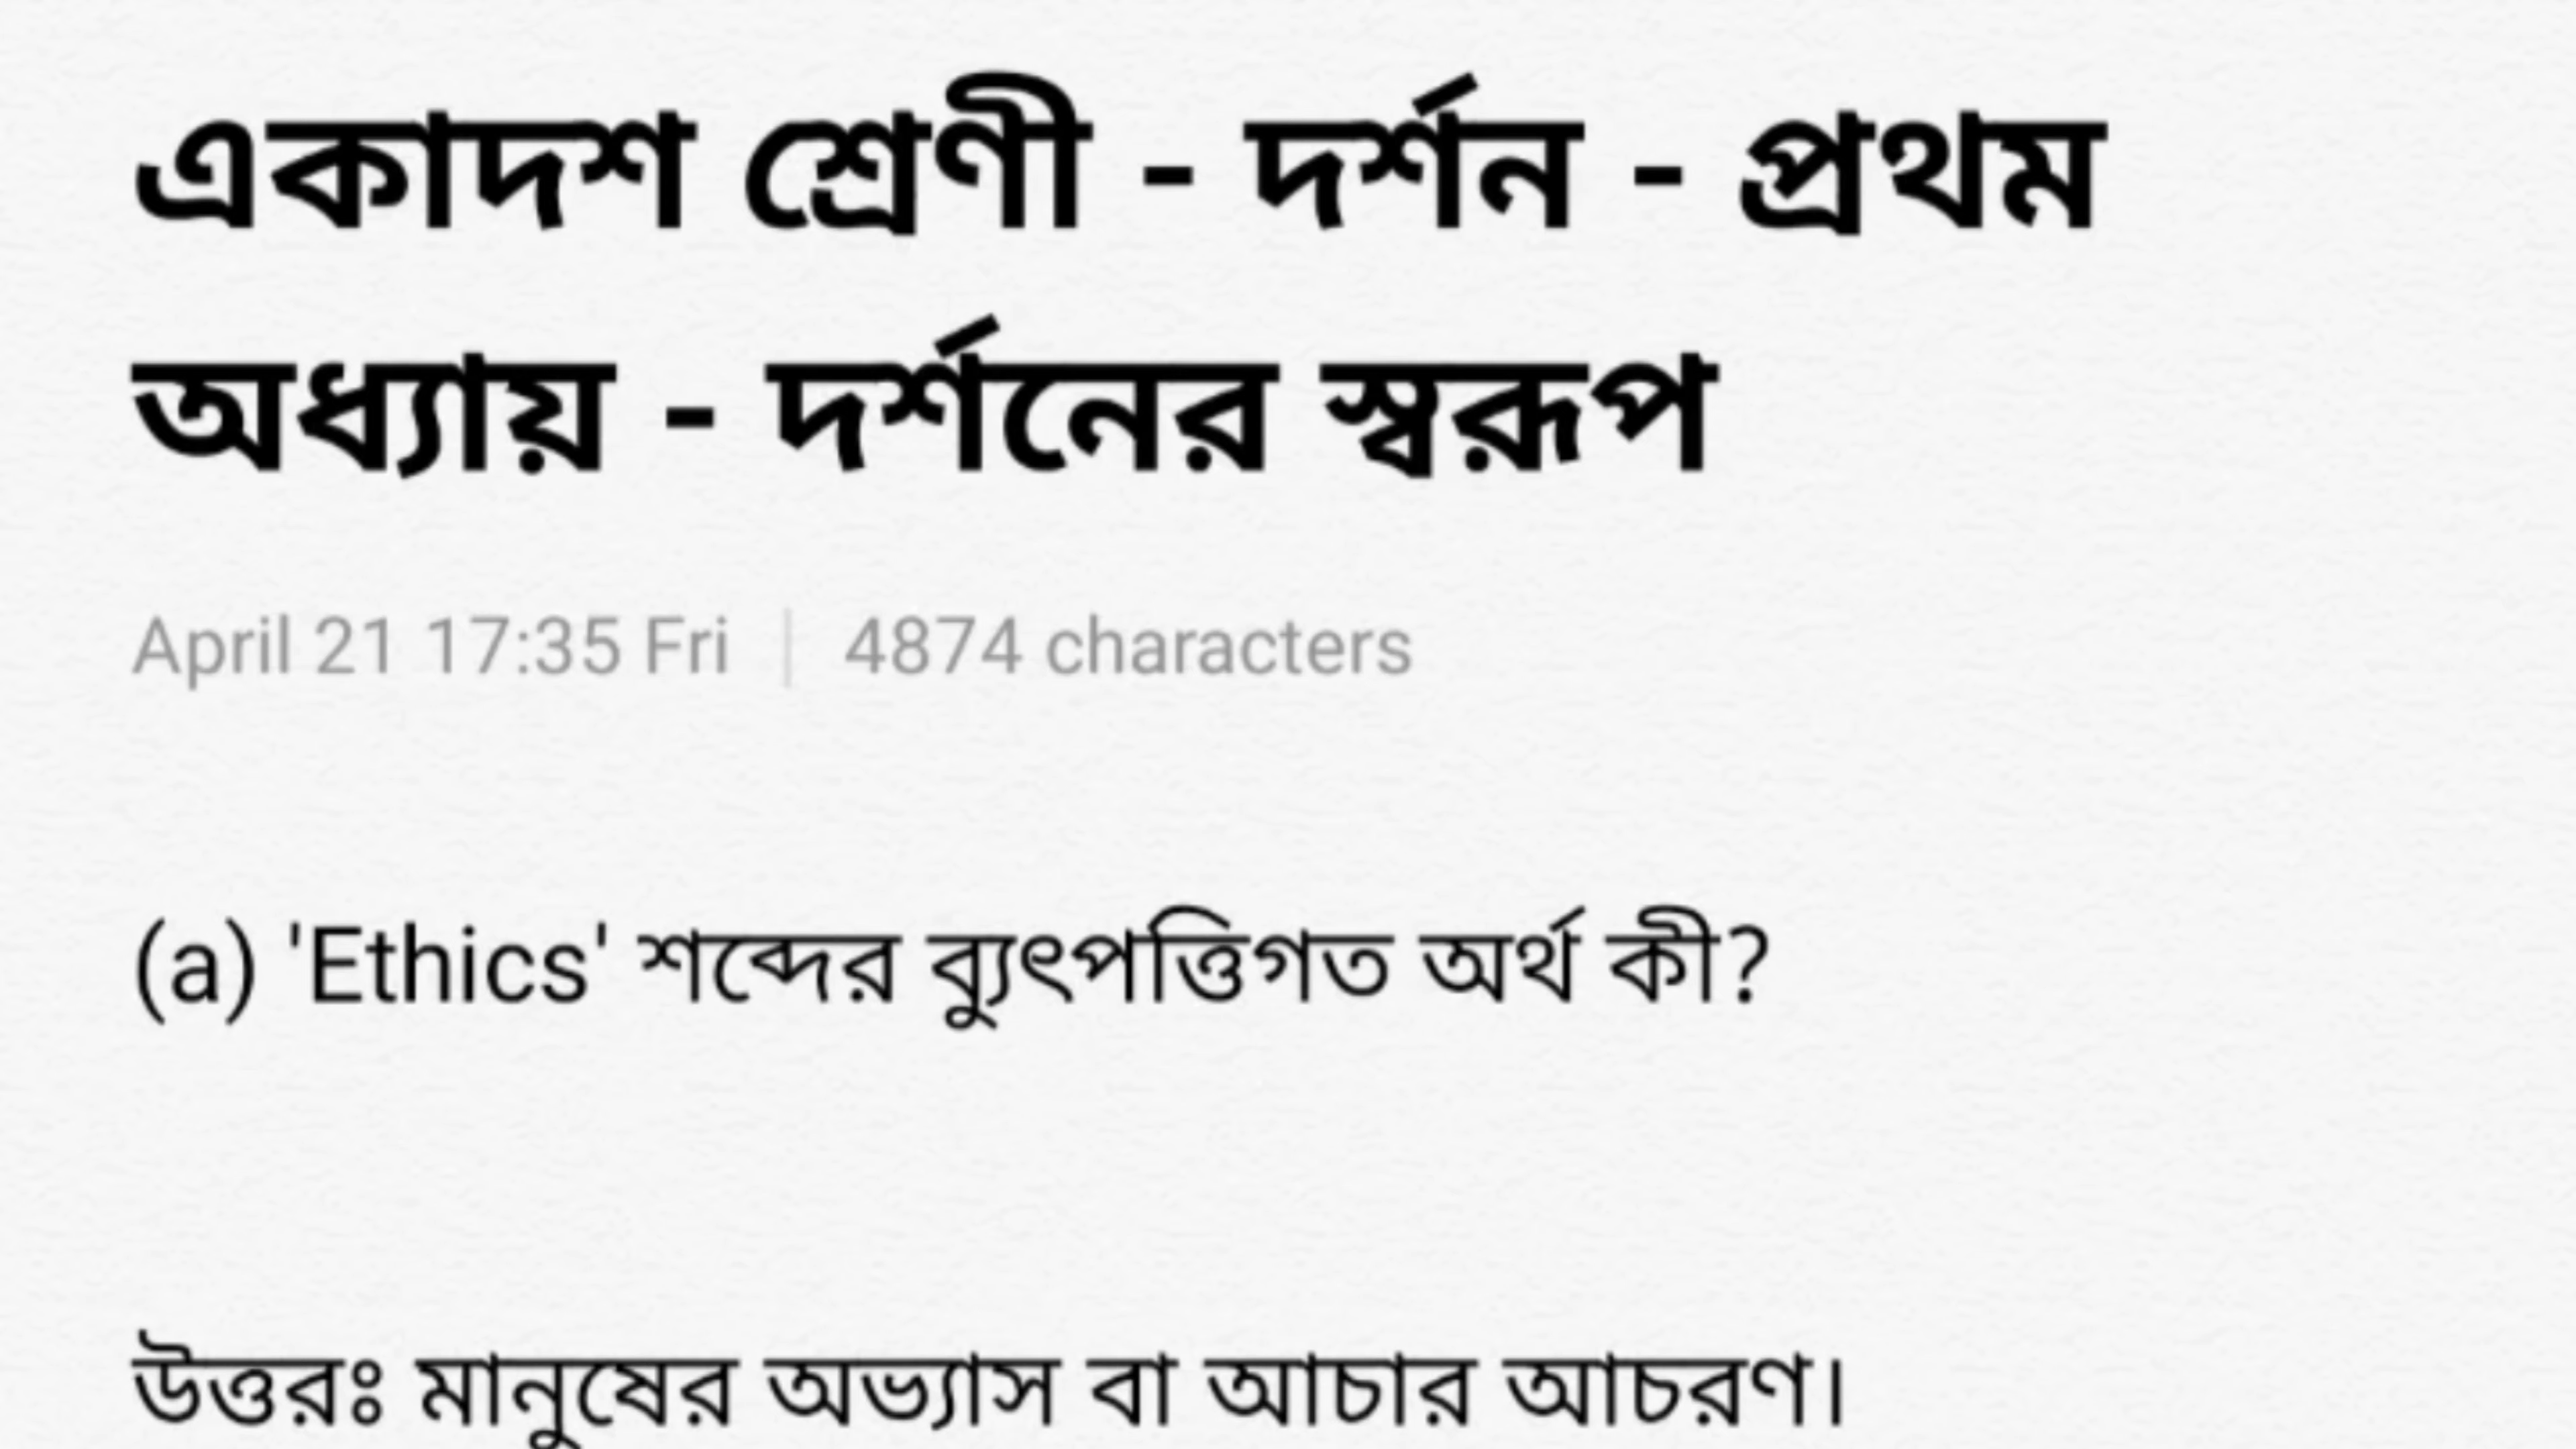 একাদশ শ্রেণী - দর্শন - প্রথম
অধ্যায় - দর্শনের স্বরূপ
April 21 17:35 Fri | 4874 characters
(a) 'Ethics' শব্দের ব্যুৎপত্তিগত অর্থ কী?
উত্তরঃ মানুষের অভ্যাস বা আচার আচরণ।